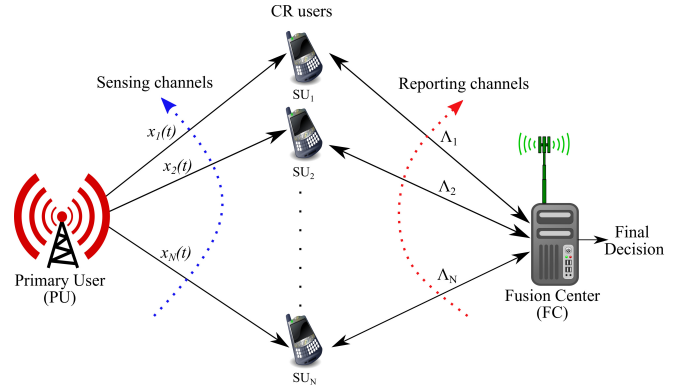 CR users
Sensing channels
Reporting channels
SU1
x1(t)
Λ1
x2(t)
SU2
Λ2
Final
Decision
xN(t)
Primary User
(PU)
ΛN
Fusion Center
(FC)
SUN